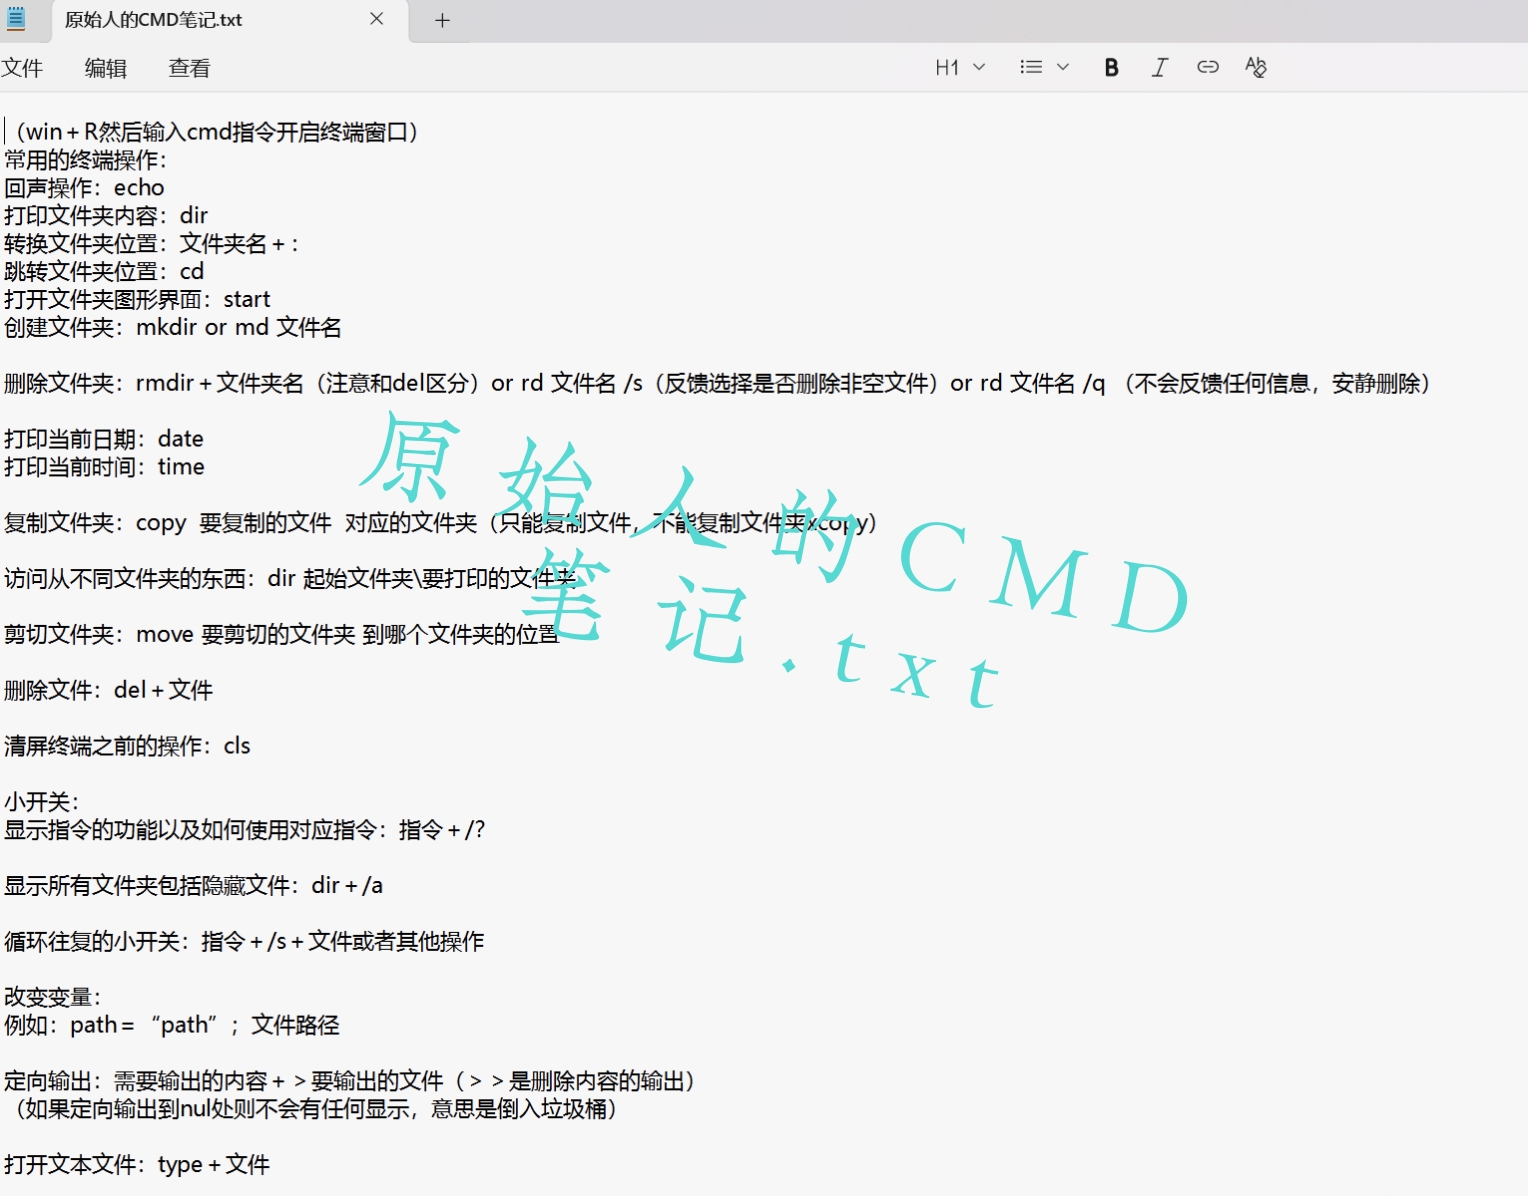 原始人的CMD笔记.txt
文件 编辑 查看 H1 B I
（win+R然后输入cmd指令开启终端窗口）
常用的终端操作：
回声操作：echo
打印文件夹内容：dir
转换文件夹位置：文件夹名+：
跳转文件夹位置：cd
打开文件夹图形界面：start
创建文件夹：mkdir or md 文件名
删除文件夹：rmdir+文件夹名（注意和del区分）or rd 文件名 /s（反馈选择是否删除非空文件）or rd 文件名 /q （不会反馈任何信息，安静删除）
打印当前日期：date
打印当前时间：time
复制文件夹：copy 要复制的文件 对应的文件夹（只能复制文件，不能复制文件夹xcopy）
访问从不同文件夹的东西：dir 起始文件夹\要打印的文件夹
剪切文件夹：move 要剪切的文件夹 到哪个文件夹的位置
删除文件：del+文件
清屏终端之前的操作：cls
小开关：
显示指令的功能以及如何使用对应指令：指令+/?
显示所有文件夹包括隐藏文件：dir+/a
循环往复的小开关：指令+/s+文件或者其他操作
改变变量：
例如：path=“path”；文件路径
定向输出：需要输出的内容+>要输出的文件（>>是删除内容的输出）
（如果定向输出到nul处则不会有任何显示，意思是倒入垃圾桶）
打开文本文件：type+文件
原始人的CMD
笔记.txt